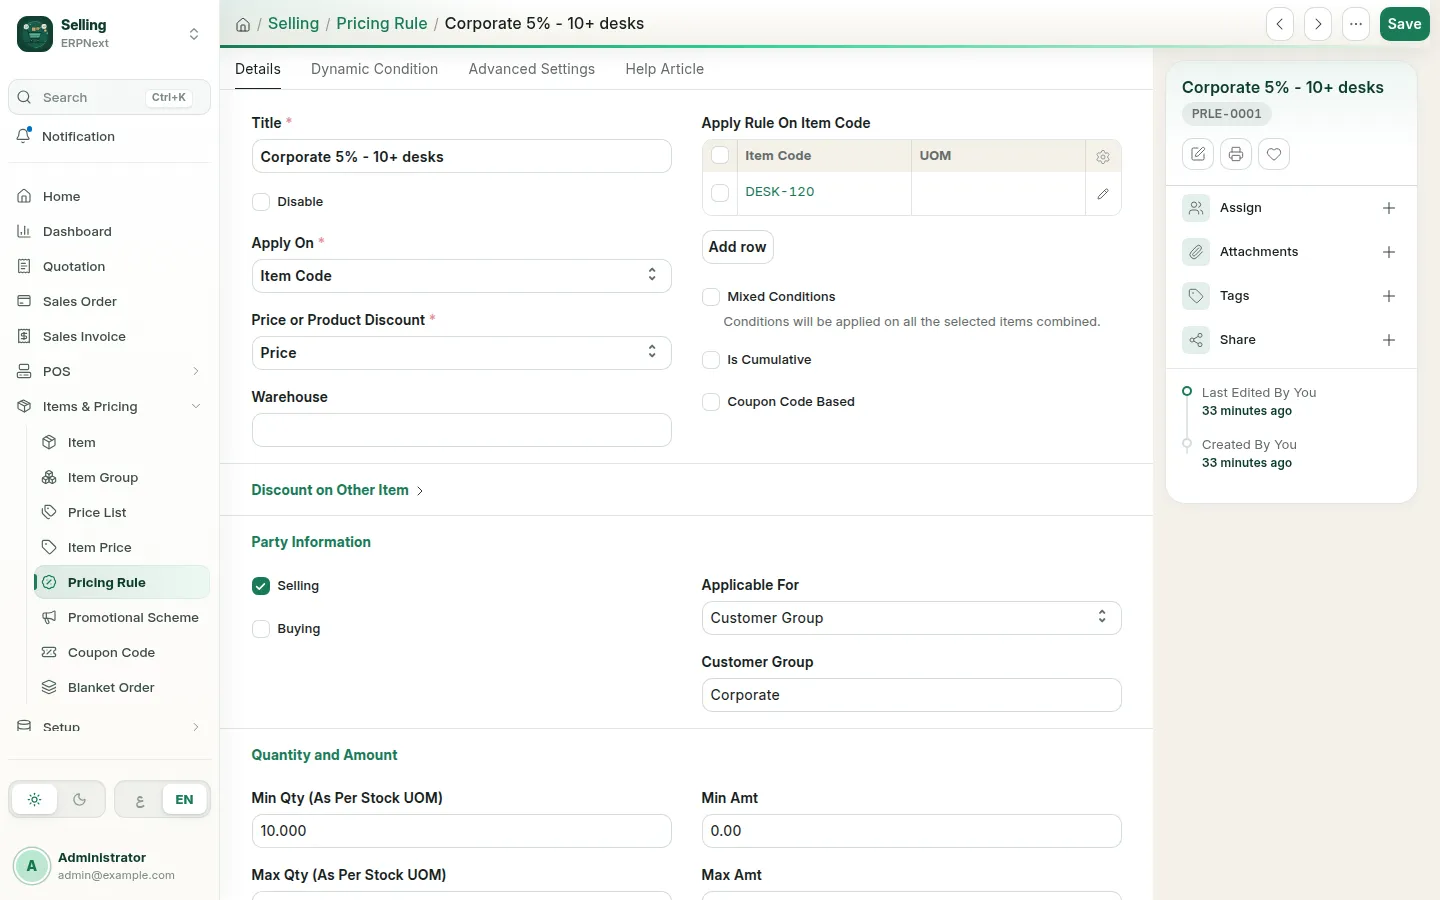 Selling
ERPNext
Search
Ctrl+K
Notification
Home
Dashboard
Quotation
Sales Order
Sales Invoice
POS
Items & Pricing
Item
Item Group
Price List
Item Price
Pricing Rule
Promotional Scheme
Coupon Code
Blanket Order
Setup
ع
EN
A
Administrator
admin@example.com
/ Selling / Pricing Rule / Corporate 5% - 10+ desks
Save
Details
Dynamic Condition
Advanced Settings
Help Article
Title *
Corporate 5% - 10+ desks
Disable
Apply On *
Item Code
Price or Product Discount *
Price
Warehouse
Apply Rule On Item Code
Item Code
UOM
DESK-120
Add row
Mixed Conditions
Conditions will be applied on all the selected items combined.
Is Cumulative
Coupon Code Based
Discount on Other Item
Party Information
Selling
Buying
Applicable For
Customer Group
Customer Group
Corporate
Quantity and Amount
Min Qty (As Per Stock UOM)
10.000
Min Amt
0.00
Max Qty (As Per Stock UOM)
Max Amt
Corporate 5% - 10+ desks
PRLE-0001
Assign
Attachments
Tags
Share
Last Edited By You
33 minutes ago
Created By You
33 minutes ago